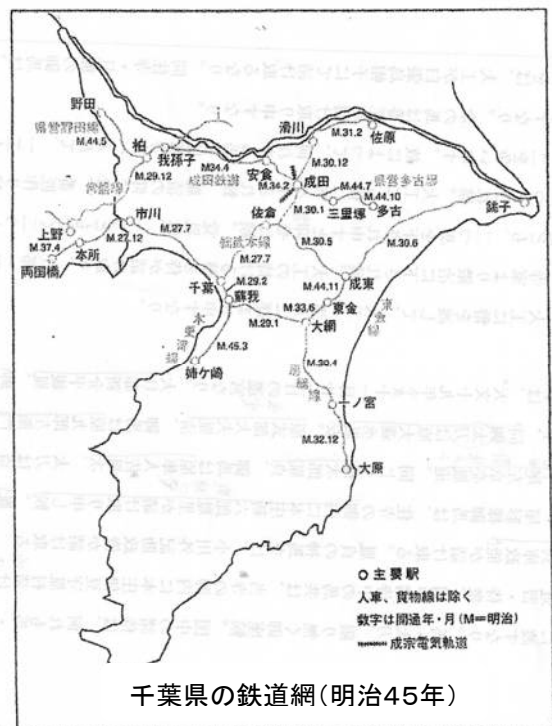 野田
県営野田線
M.44.5
柏
我孫子
M.29.12
M.34.4
成田鉄道
常磐線
上野
M.37.4
本所
両国橋
市川
M.27.12
M.27.7
滑川
M.31.2
佐原
M.30.12
安食
M.34.2
成田
M.44.7
県営多古線
M.44.10
三里塚
多古
銚子
佐倉
M.30.1
総武本線
M.27.7
M.30.5
M.30.6
千葉
M.29.2
蘇我
成東
M.44.11
東金
M.33.6
大網
M.29.1
東金線
木更津線
M.45.3
姉ケ崎
M.30.4
房総線
一ノ宮
M.32.12
大原
○主要駅
人車、貨物線は除く
数字は開通年・月(M=明治)
成宗電気軌道
千葉県の鉄道網(明治45年)